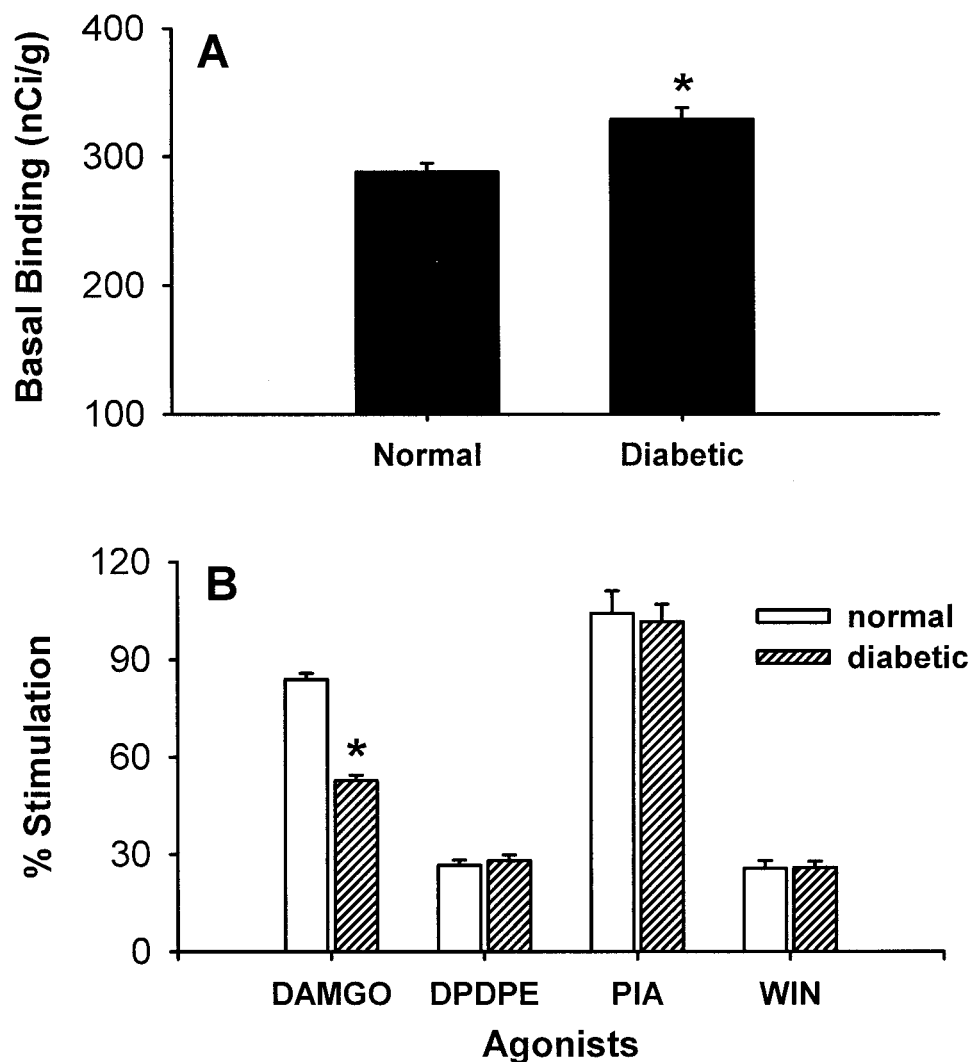 A
Basal Binding (nCi/g)
400
300
200
100
*
Normal Diabetic
B
% Stimulation
120
90
60
30
0
*
normal
diabetic
DAMGO DPDPE PIA WIN
Agonists